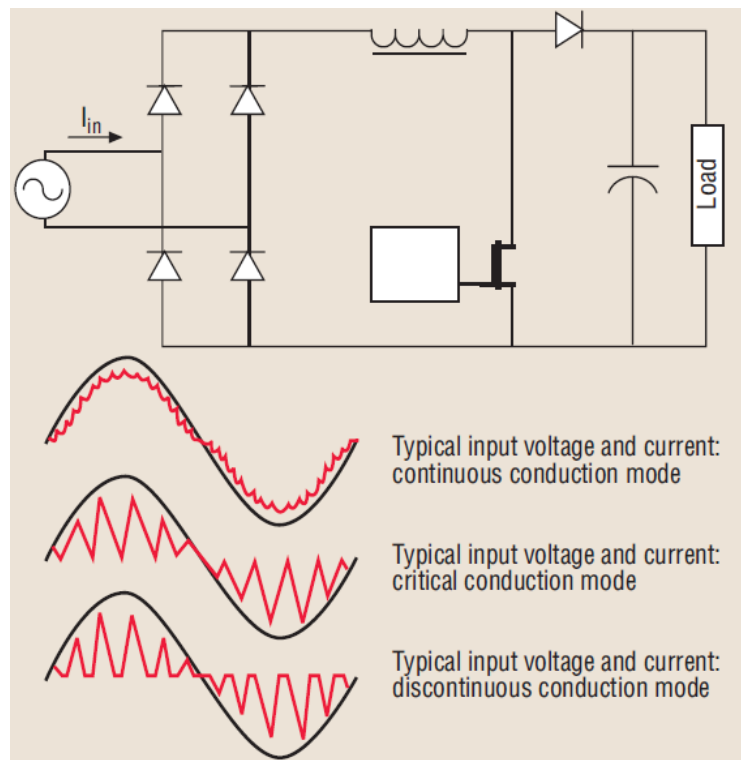 I_in
Load
Typical input voltage and current:
continuous conduction mode
Typical input voltage and current:
critical conduction mode
Typical input voltage and current:
discontinuous conduction mode